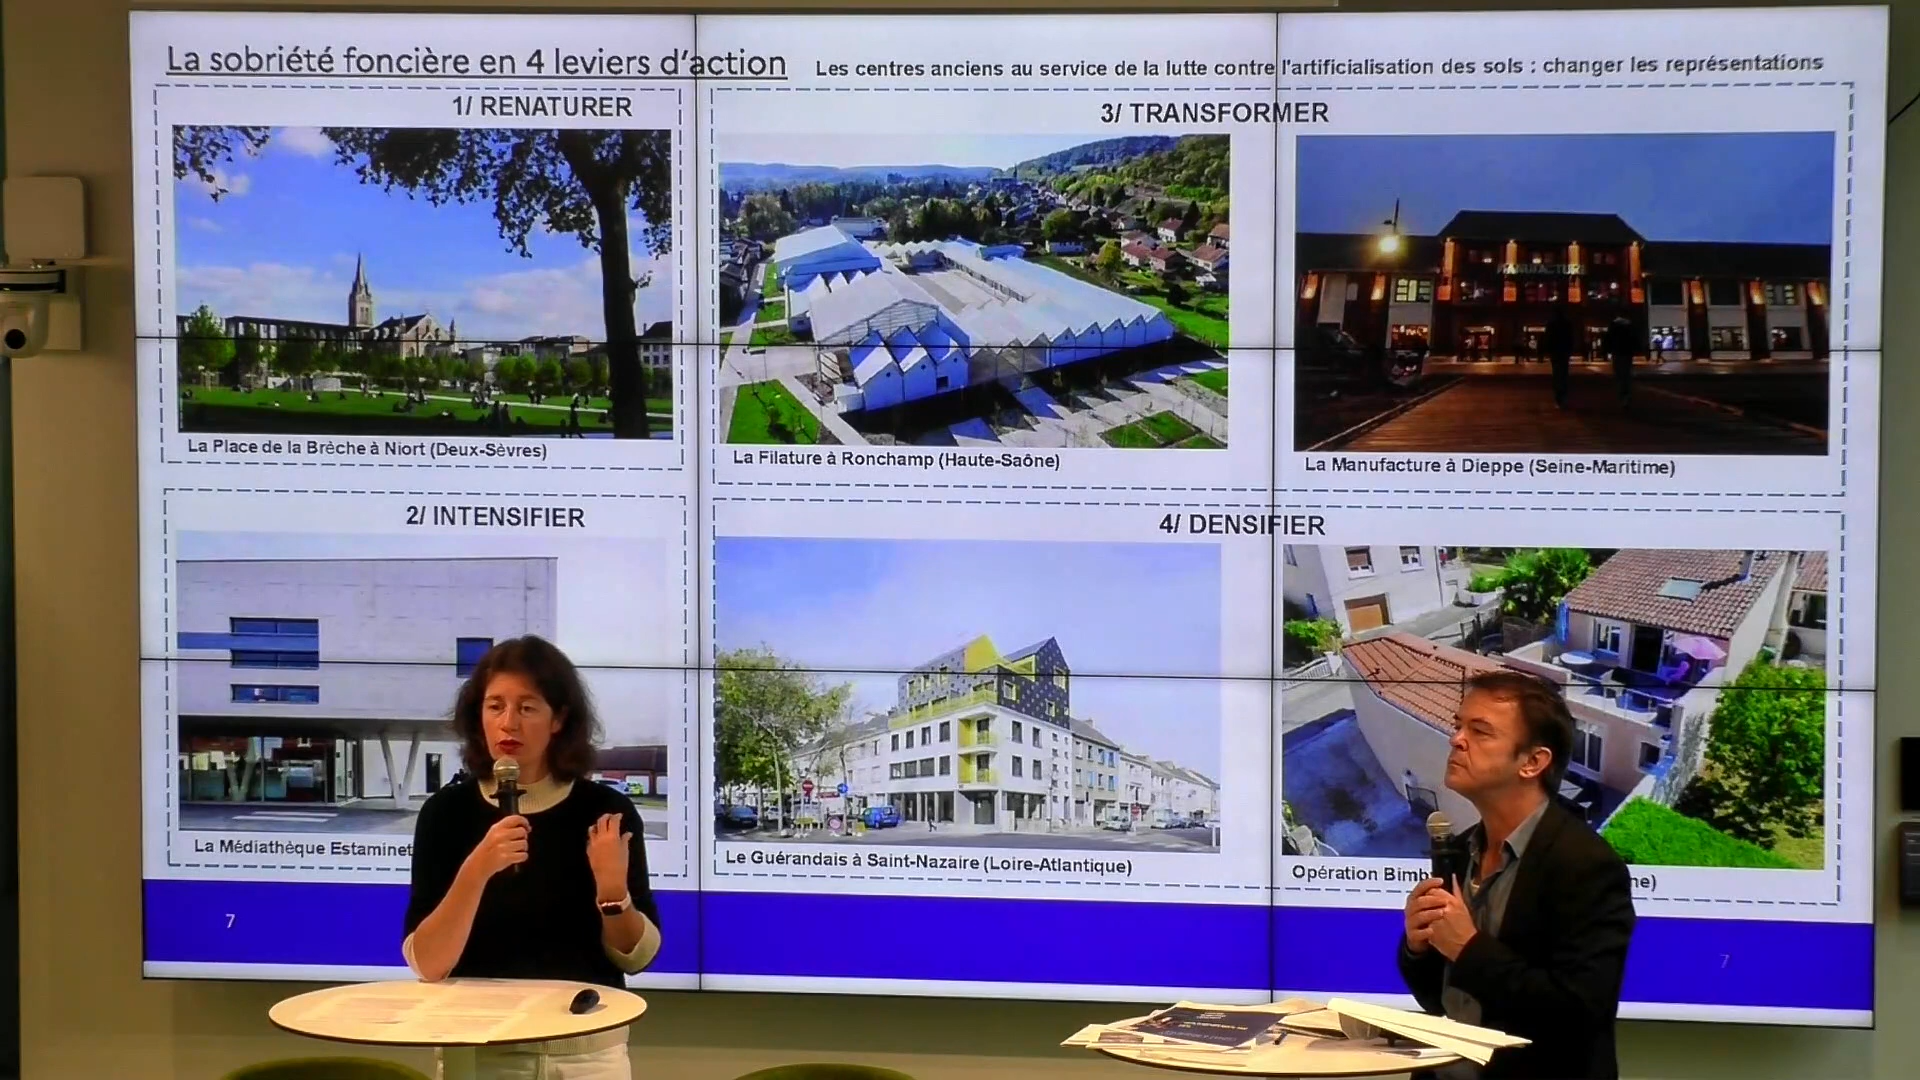 La sobriété foncière en 4 leviers d'action
Les centres anciens au service de la lutte contre l'artificialisation des sols : changer les représentations
1/ RENATURER
La Place de la Brèche à Niort (Deux-Sèvres)
3/ TRANSFORMER
MANUFACTURE
La Filature à Ronchamp (Haute-Saône)
La Manufacture à Dieppe (Seine-Maritime)
2/ INTENSIFIER
La Médiathèque Estaminet
4/ DENSIFIER
Le Guérandais à Saint-Nazaire (Loire-Atlantique)
Opération Bimb ne)
7
7